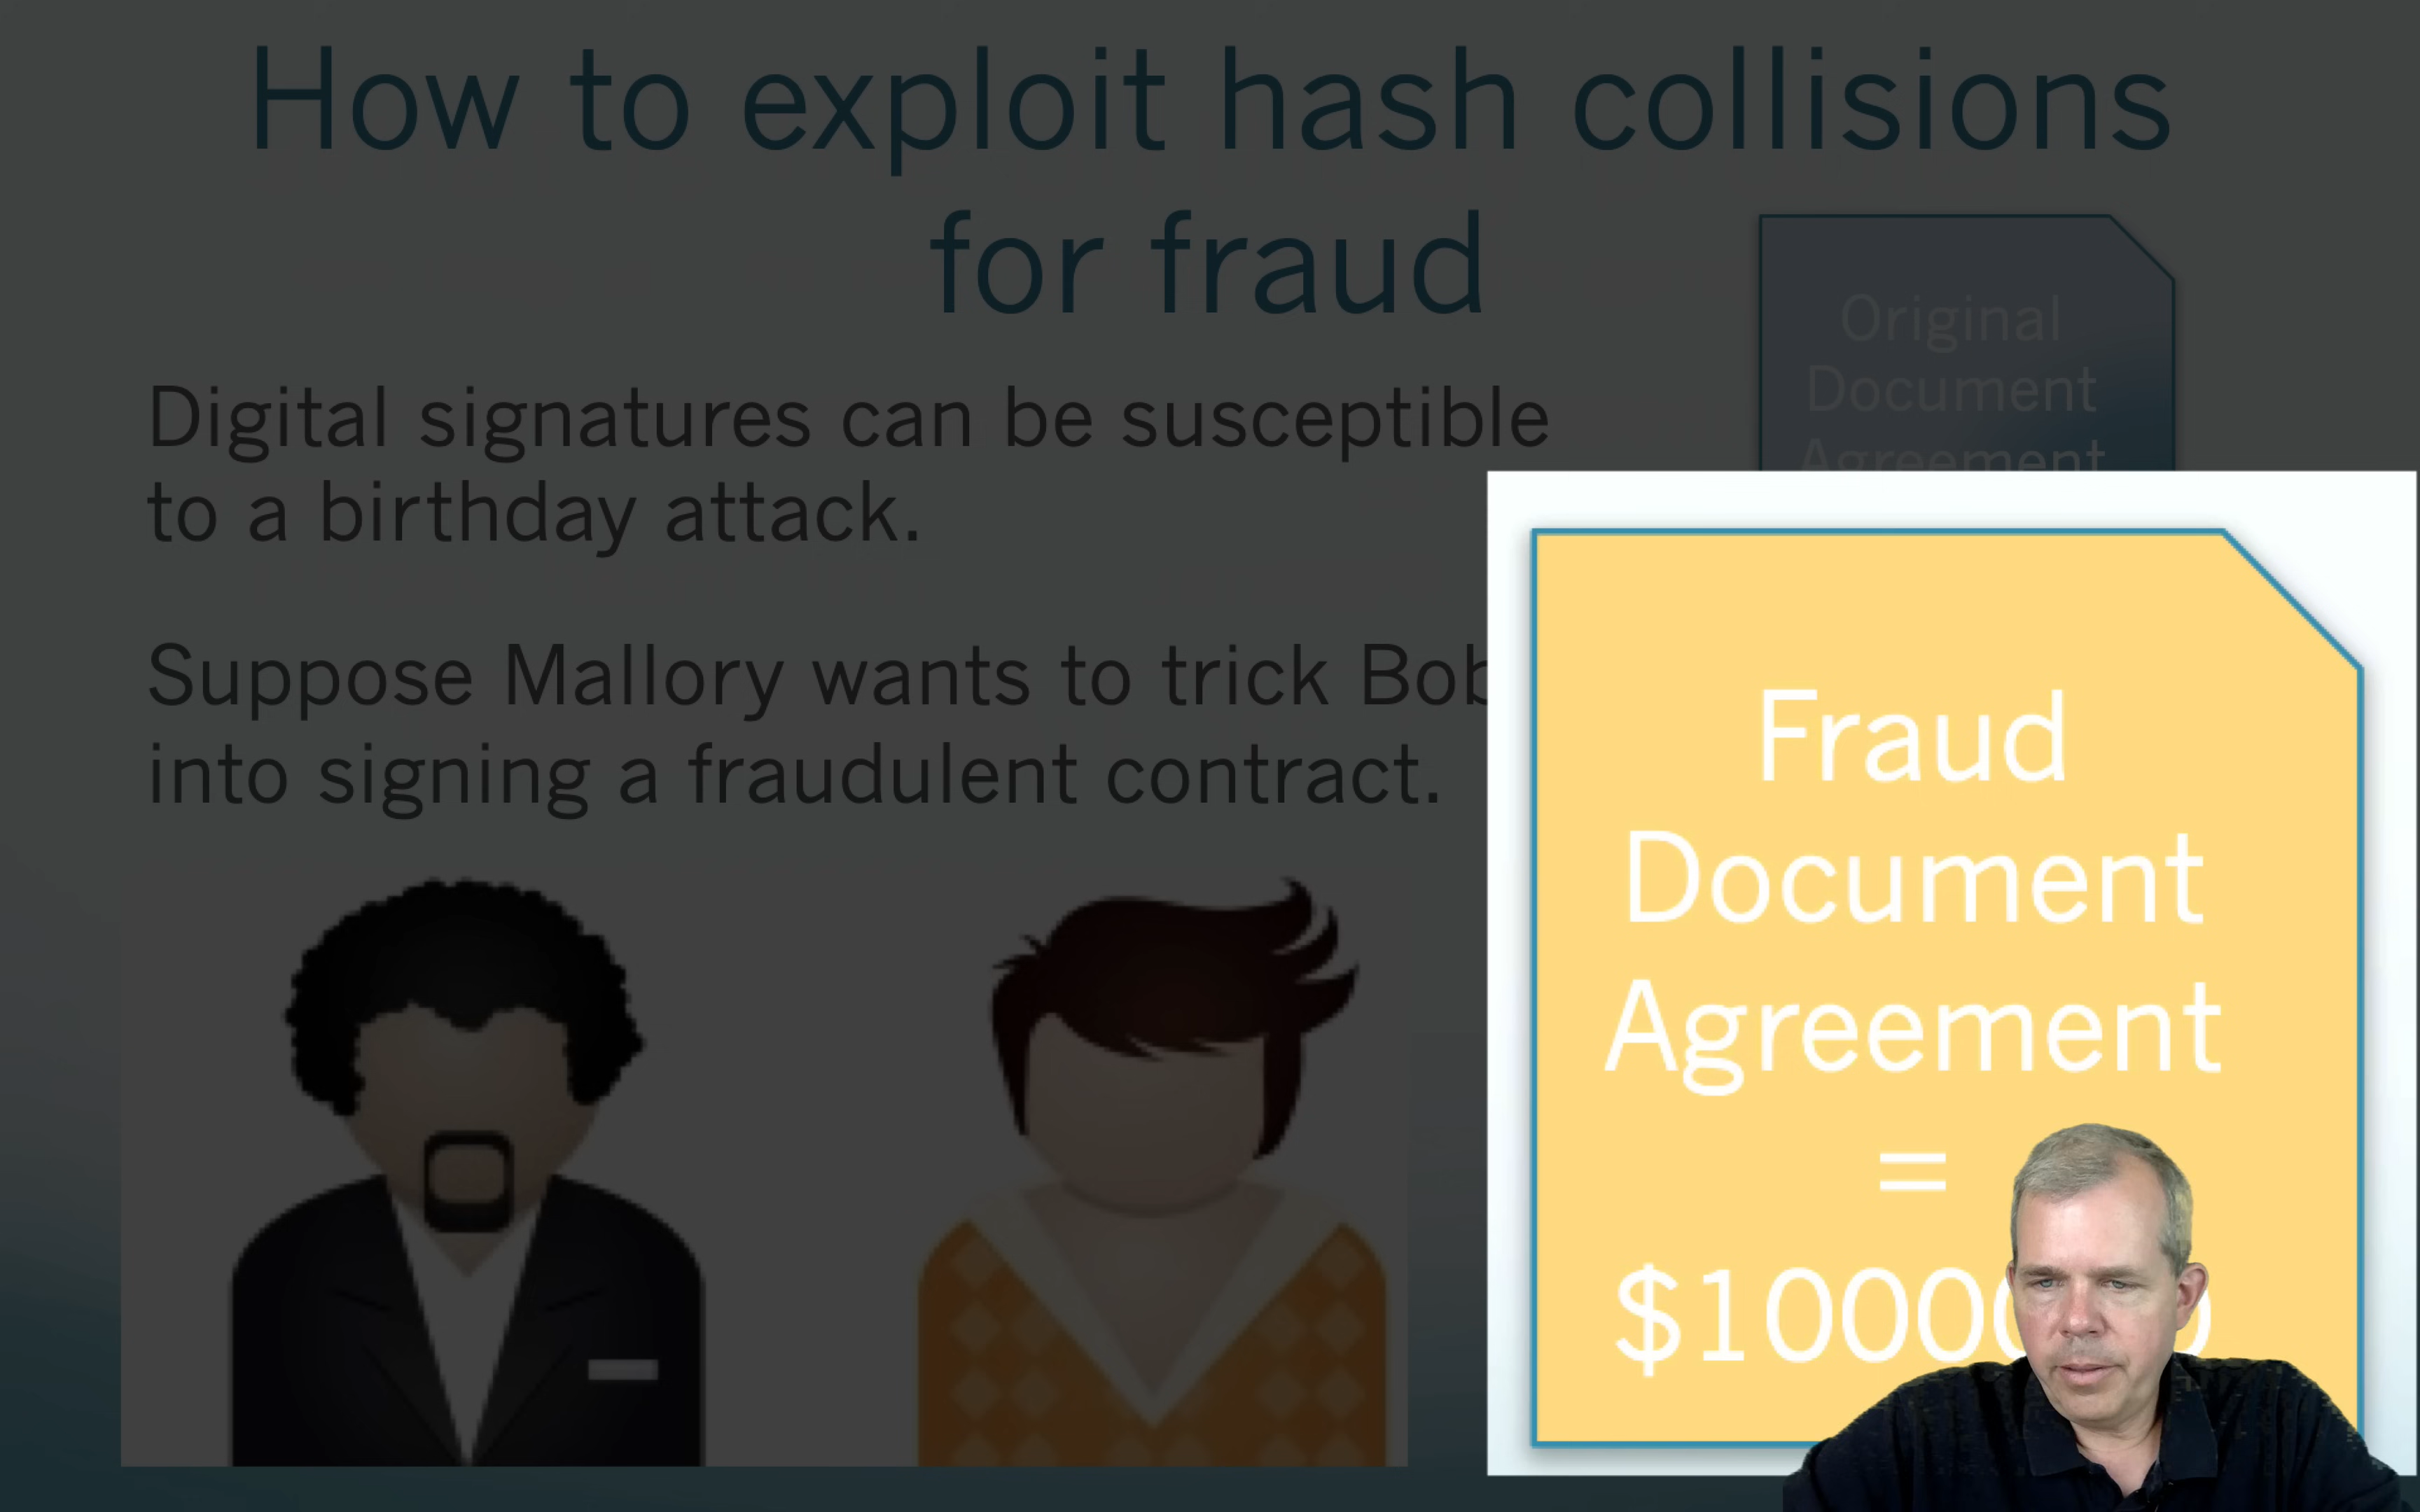 How to exploit hash collisions
for fraud
Digital signatures can be susceptible
to a birthday attack.
Suppose Mallory wants to trick Bob
into signing a fraudulent contract.
Original
Document
Agreement
Fraud
Document
Agreement
=